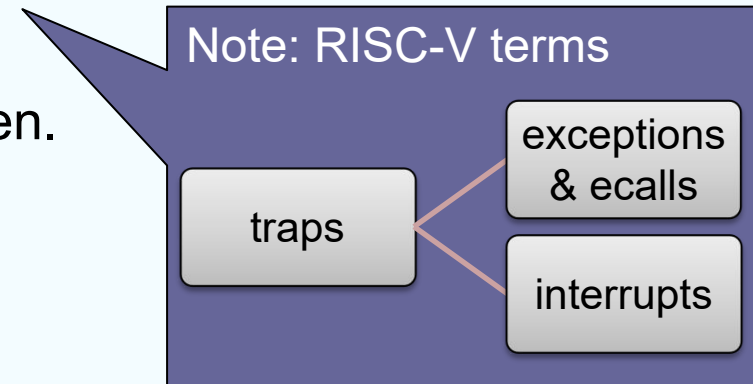 Note: RISC-V terms
en.
exceptions
& ecalls
traps
interrupts